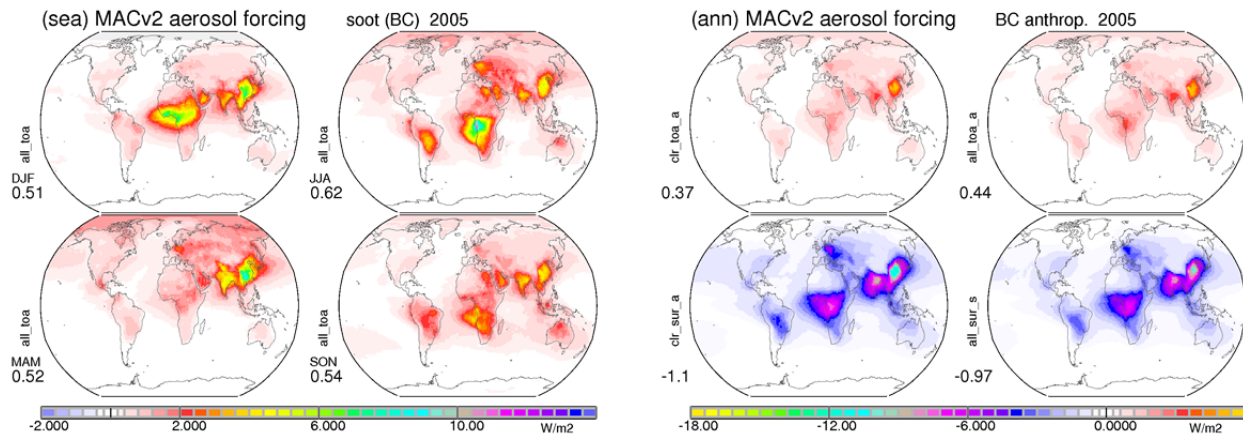 (sea) MACv2 aerosol forcing soot (BC) 2005
all_toa
DJF
0.51
all_toa
JJA
0.62
all_toa
MAM
0.52
all_toa
SON
0.54
-2.000 2.000 6.000 10.00 W/m2
(ann) MACv2 aerosol forcing BC anthrop. 2005
clr_toa_a
0.37
all_toa_a
0.44
clr_sur_a
-1.1
all_sur_s
-0.97
-18.00 -12.00 -6.000 0.0000 W/m2